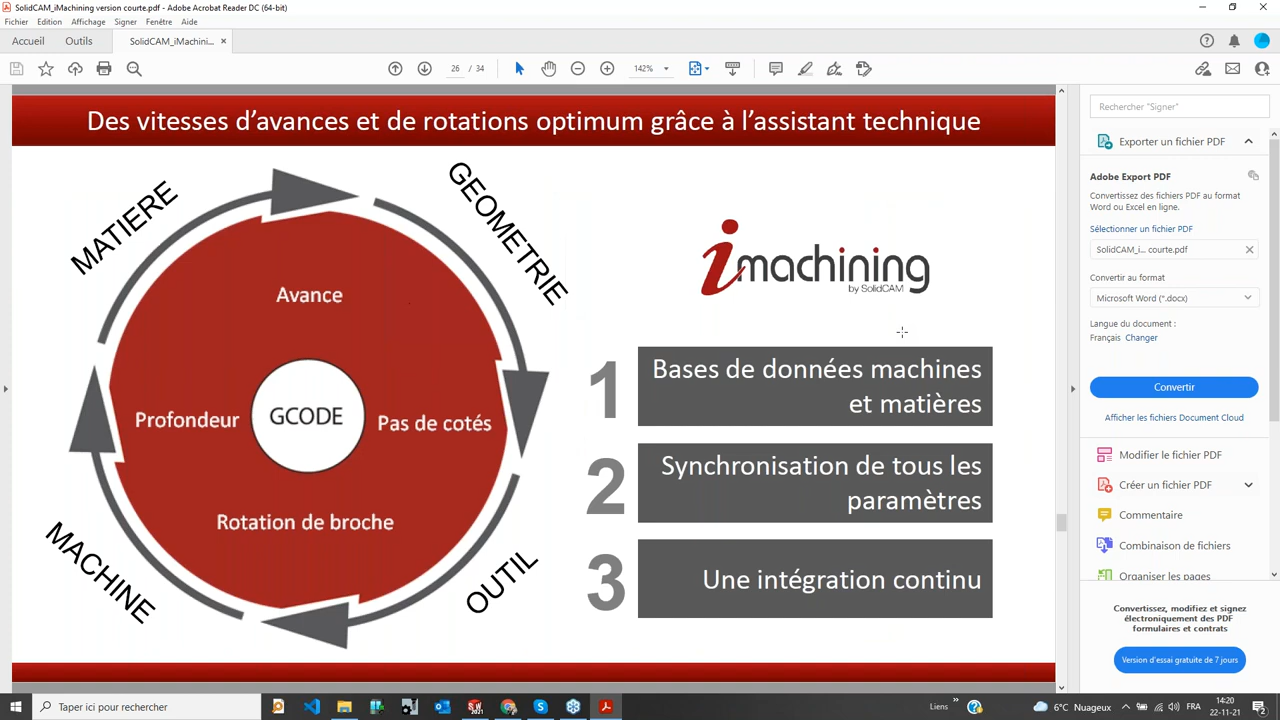 SolidCAM_iMachining version courte.pdf - Adobe Acrobat Reader DC (64-bit)
Fichier Edition Affichage Signer Fenêtre Aide
Accueil Outils SolidCAM_iMachini... ×
26 / 34 142%
Des vitesses d’avances et de rotations optimum grâce à l’assistant technique
MATIERE
GEOMETRIE
Avance
Profondeur
GCODE
Pas de cotés
Rotation de broche
MACHINE
OUTIL
imachining
by SolidCAM
1 Bases de données machines
et matières
2 Synchronisation de tous les
paramètres
3 Une intégration continu
Rechercher "Signer"
Exporter un fichier PDF
Adobe Export PDF
Convertissez des fichiers PDF au format
Word ou Excel en ligne.
Sélectionner un fichier PDF
SolidCAM_i... courte.pdf
Convertir au format
Microsoft Word (*.docx)
Langue du document :
Français Changer
Convertir
Afficher les fichiers Document Cloud
Modifier le fichier PDF
Créer un fichier PDF
Commentaire
Combinaison de fichiers
Organiser les pages
Convertissez, modifiez et signez
électroniquement des PDF
formulaires et contrats
Version d'essai gratuite de 7 jours
Taper ici pour rechercher
SW
2021
Liens
»
6°C Nuageux
FRA
14:20
22-11-21